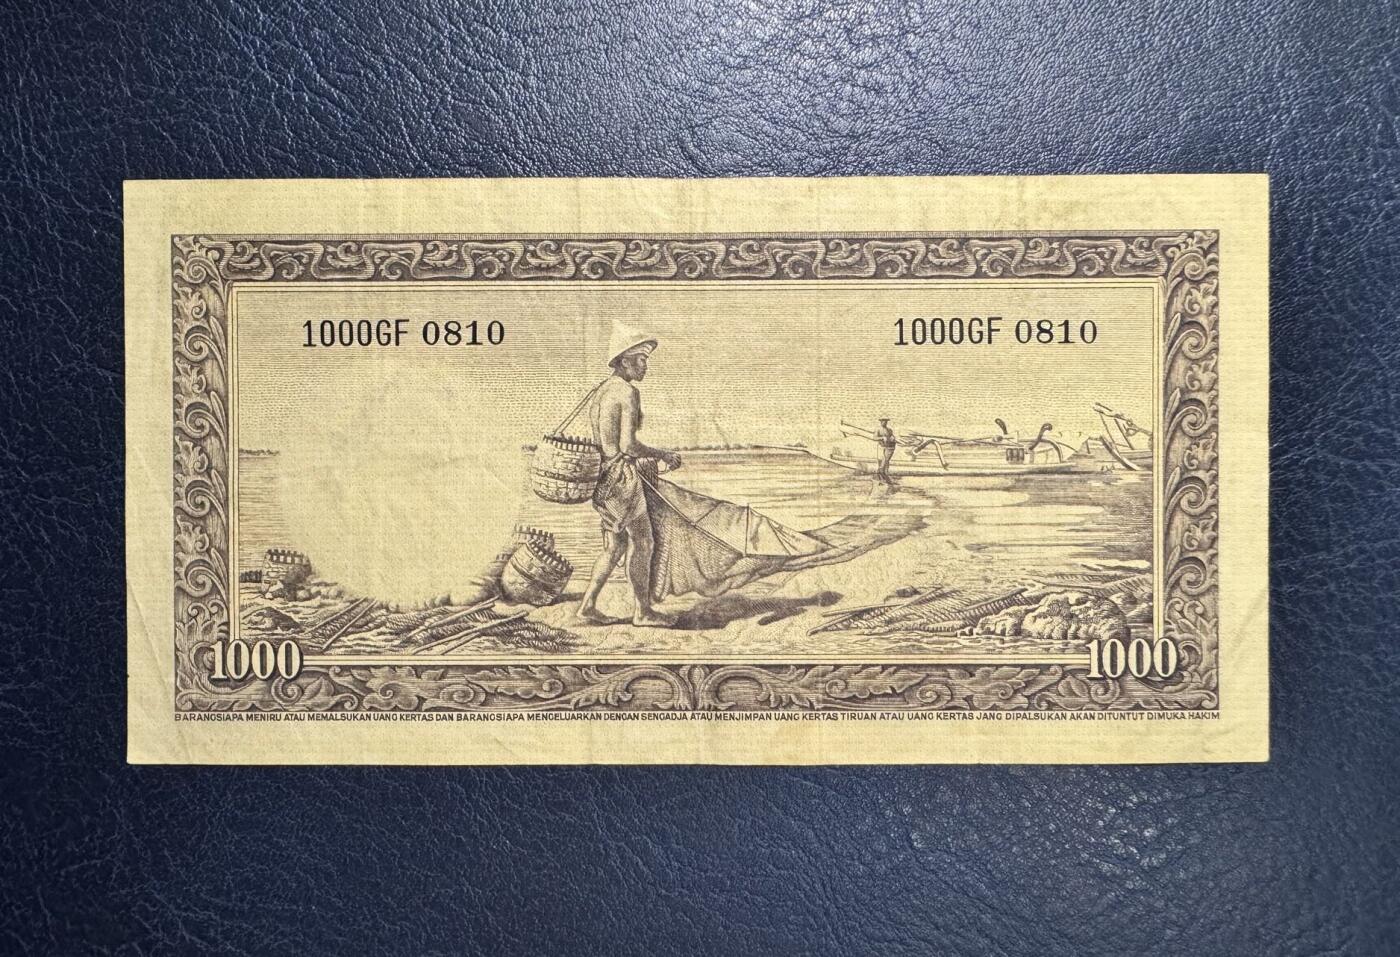 1000GF 0810 1000GF 0810
1000 1000
BARANGSIAPA MENIRU ATAU MEMALSUKAN UANG KERTAS DAN BARANGSIAPA MENGELUARKAN DENGAN SENGADJA ATAU MENJIMPAN UANG KERTAS TIRUAN ATAU UANG KERTAS JANG DIPALSUKAN AKAN DITUNTUT DIMUKA HAKIM